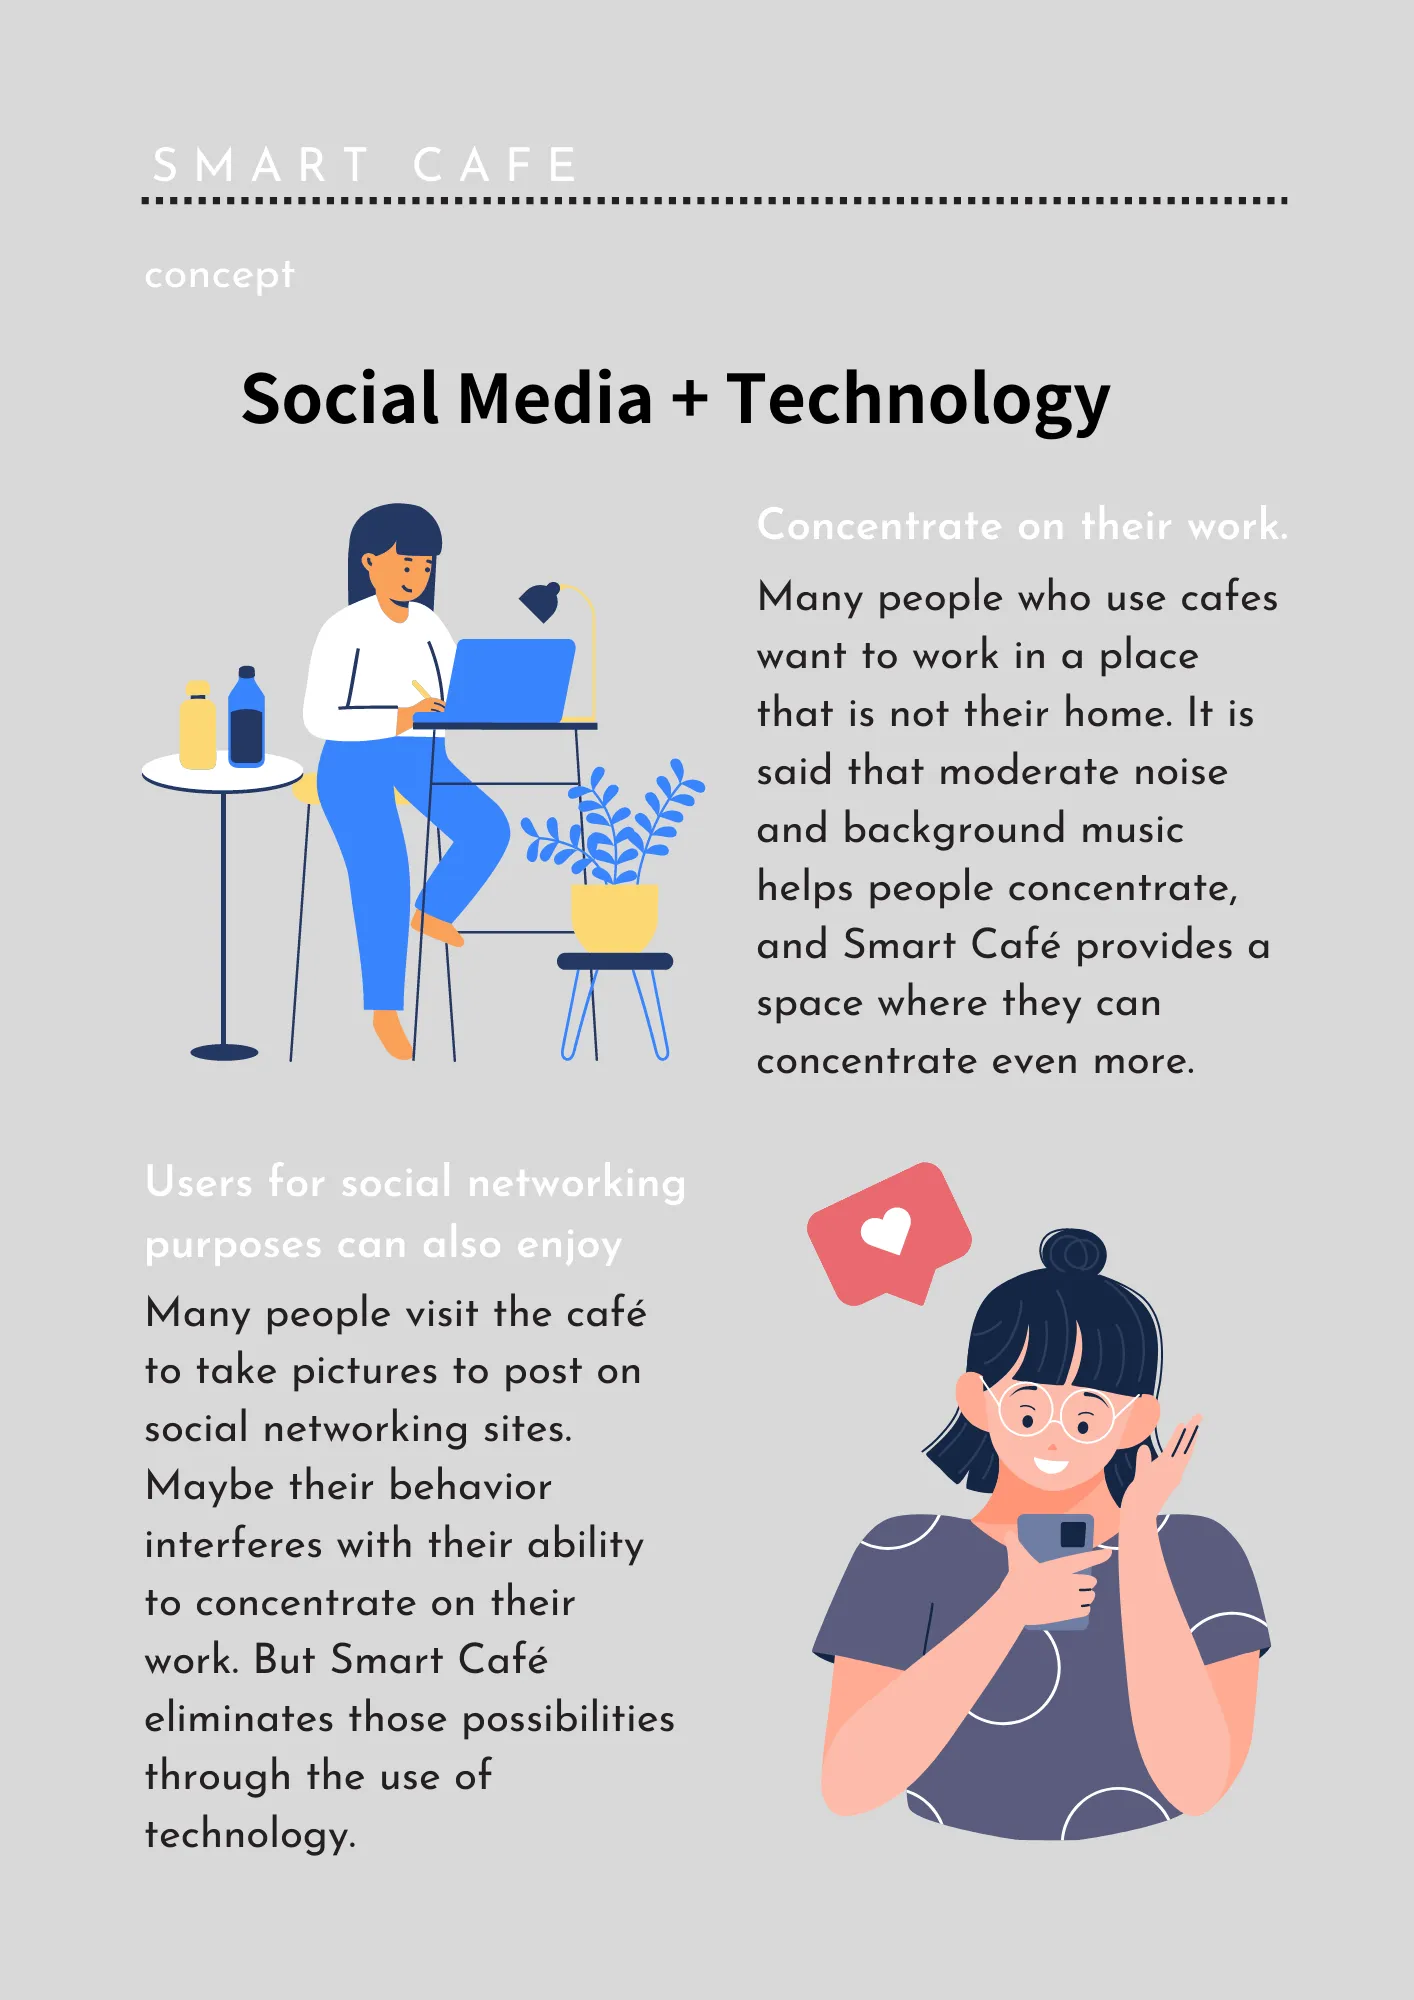 SMART CAFE
concept
Social Media + Technology
Concentrate on their work.
Many people who use cafes
want to work in a place
that is not their home. It is
said that moderate noise
and background music
helps people concentrate,
and Smart Café provides a
space where they can
concentrate even more.
Users for social networking
purposes can also enjoy
Many people visit the café
to take pictures to post on
social networking sites.
Maybe their behavior
interferes with their ability
to concentrate on their
work. But Smart Café
eliminates those possibilities
through the use of
technology.